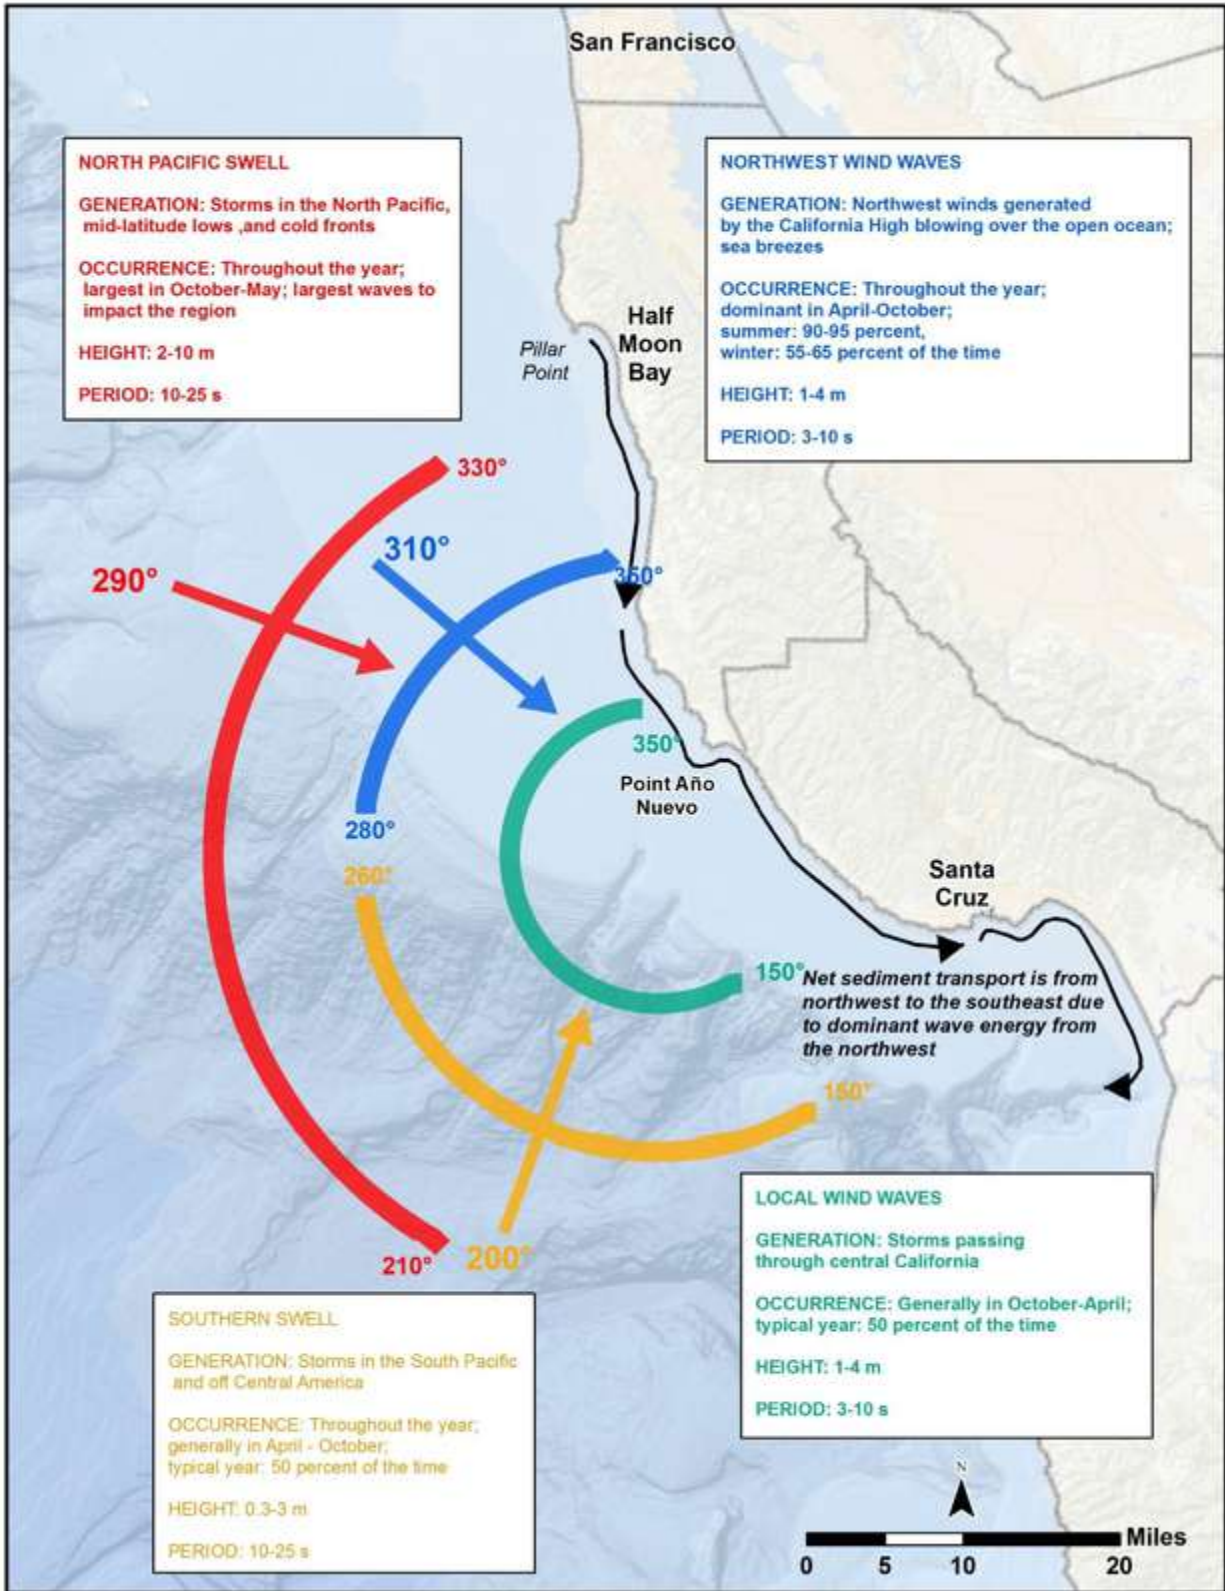 San Francisco
NORTH PACIFIC SWELL
GENERATION: Storms in the North Pacific,
mid-latitude lows ,and cold fronts
OCCURRENCE: Throughout the year;
largest in October-May; largest waves to
impact the region
HEIGHT: 2-10 m
PERIOD: 10-25 s
NORTHWEST WIND WAVES
GENERATION: Northwest winds generated
by the California High blowing over the open ocean;
sea breezes
OCCURRENCE: Throughout the year;
dominant in April-October;
summer: 90-95 percent,
winter: 55-65 percent of the time
HEIGHT: 1-4 m
PERIOD: 3-10 s
Half
Moon
Bay
Pillar
Point
330°
310°
290°
350°
350°
Point Año
Nuevo
280°
260°
Santa
Cruz
150°
Net sediment transport is from
northwest to the southeast due
to dominant wave energy from
the northwest
150°
210°
200°
LOCAL WIND WAVES
GENERATION: Storms passing
through central California
OCCURRENCE: Generally in October-April;
typical year: 50 percent of the time
HEIGHT: 1-4 m
PERIOD: 3-10 s
SOUTHERN SWELL
GENERATION: Storms in the South Pacific
and off Central America
OCCURRENCE: Throughout the year;
generally in April - October;
typical year: 50 percent of the time
HEIGHT: 0.3-3 m
PERIOD: 10-25 s
N
Miles
0 5 10 20